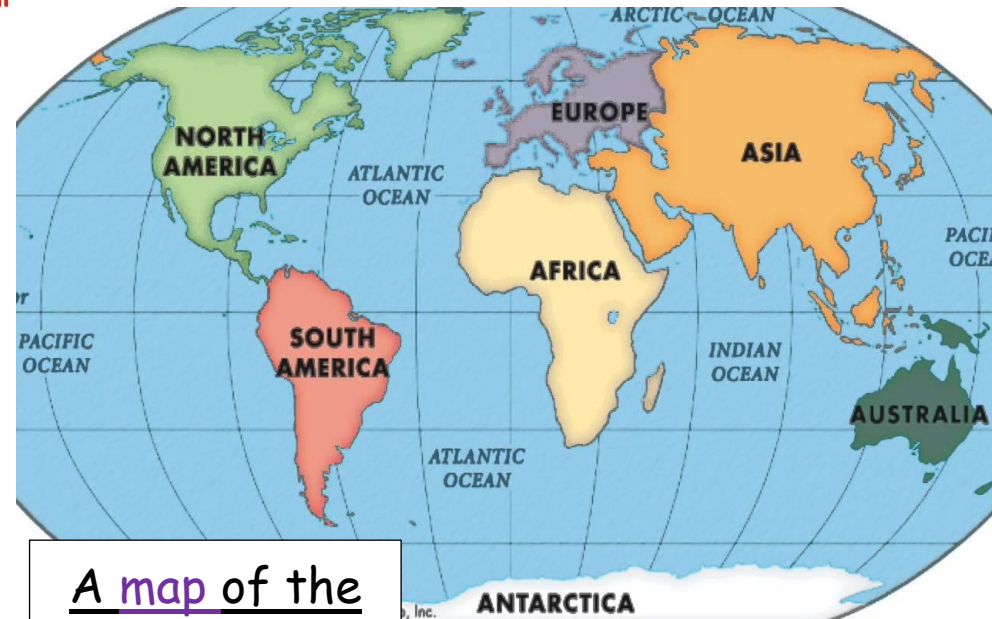 ARCTIC OCEAN
EUROPE
NORTH
AMERICA
ASIA
ATLANTIC
OCEAN
AFRICA
PACIFIC
OCEAN
SOUTH
AMERICA
INDIAN
OCEAN
AUSTRALIA
ATLANTIC
OCEAN
A map of the
Inc.
ANTARCTICA